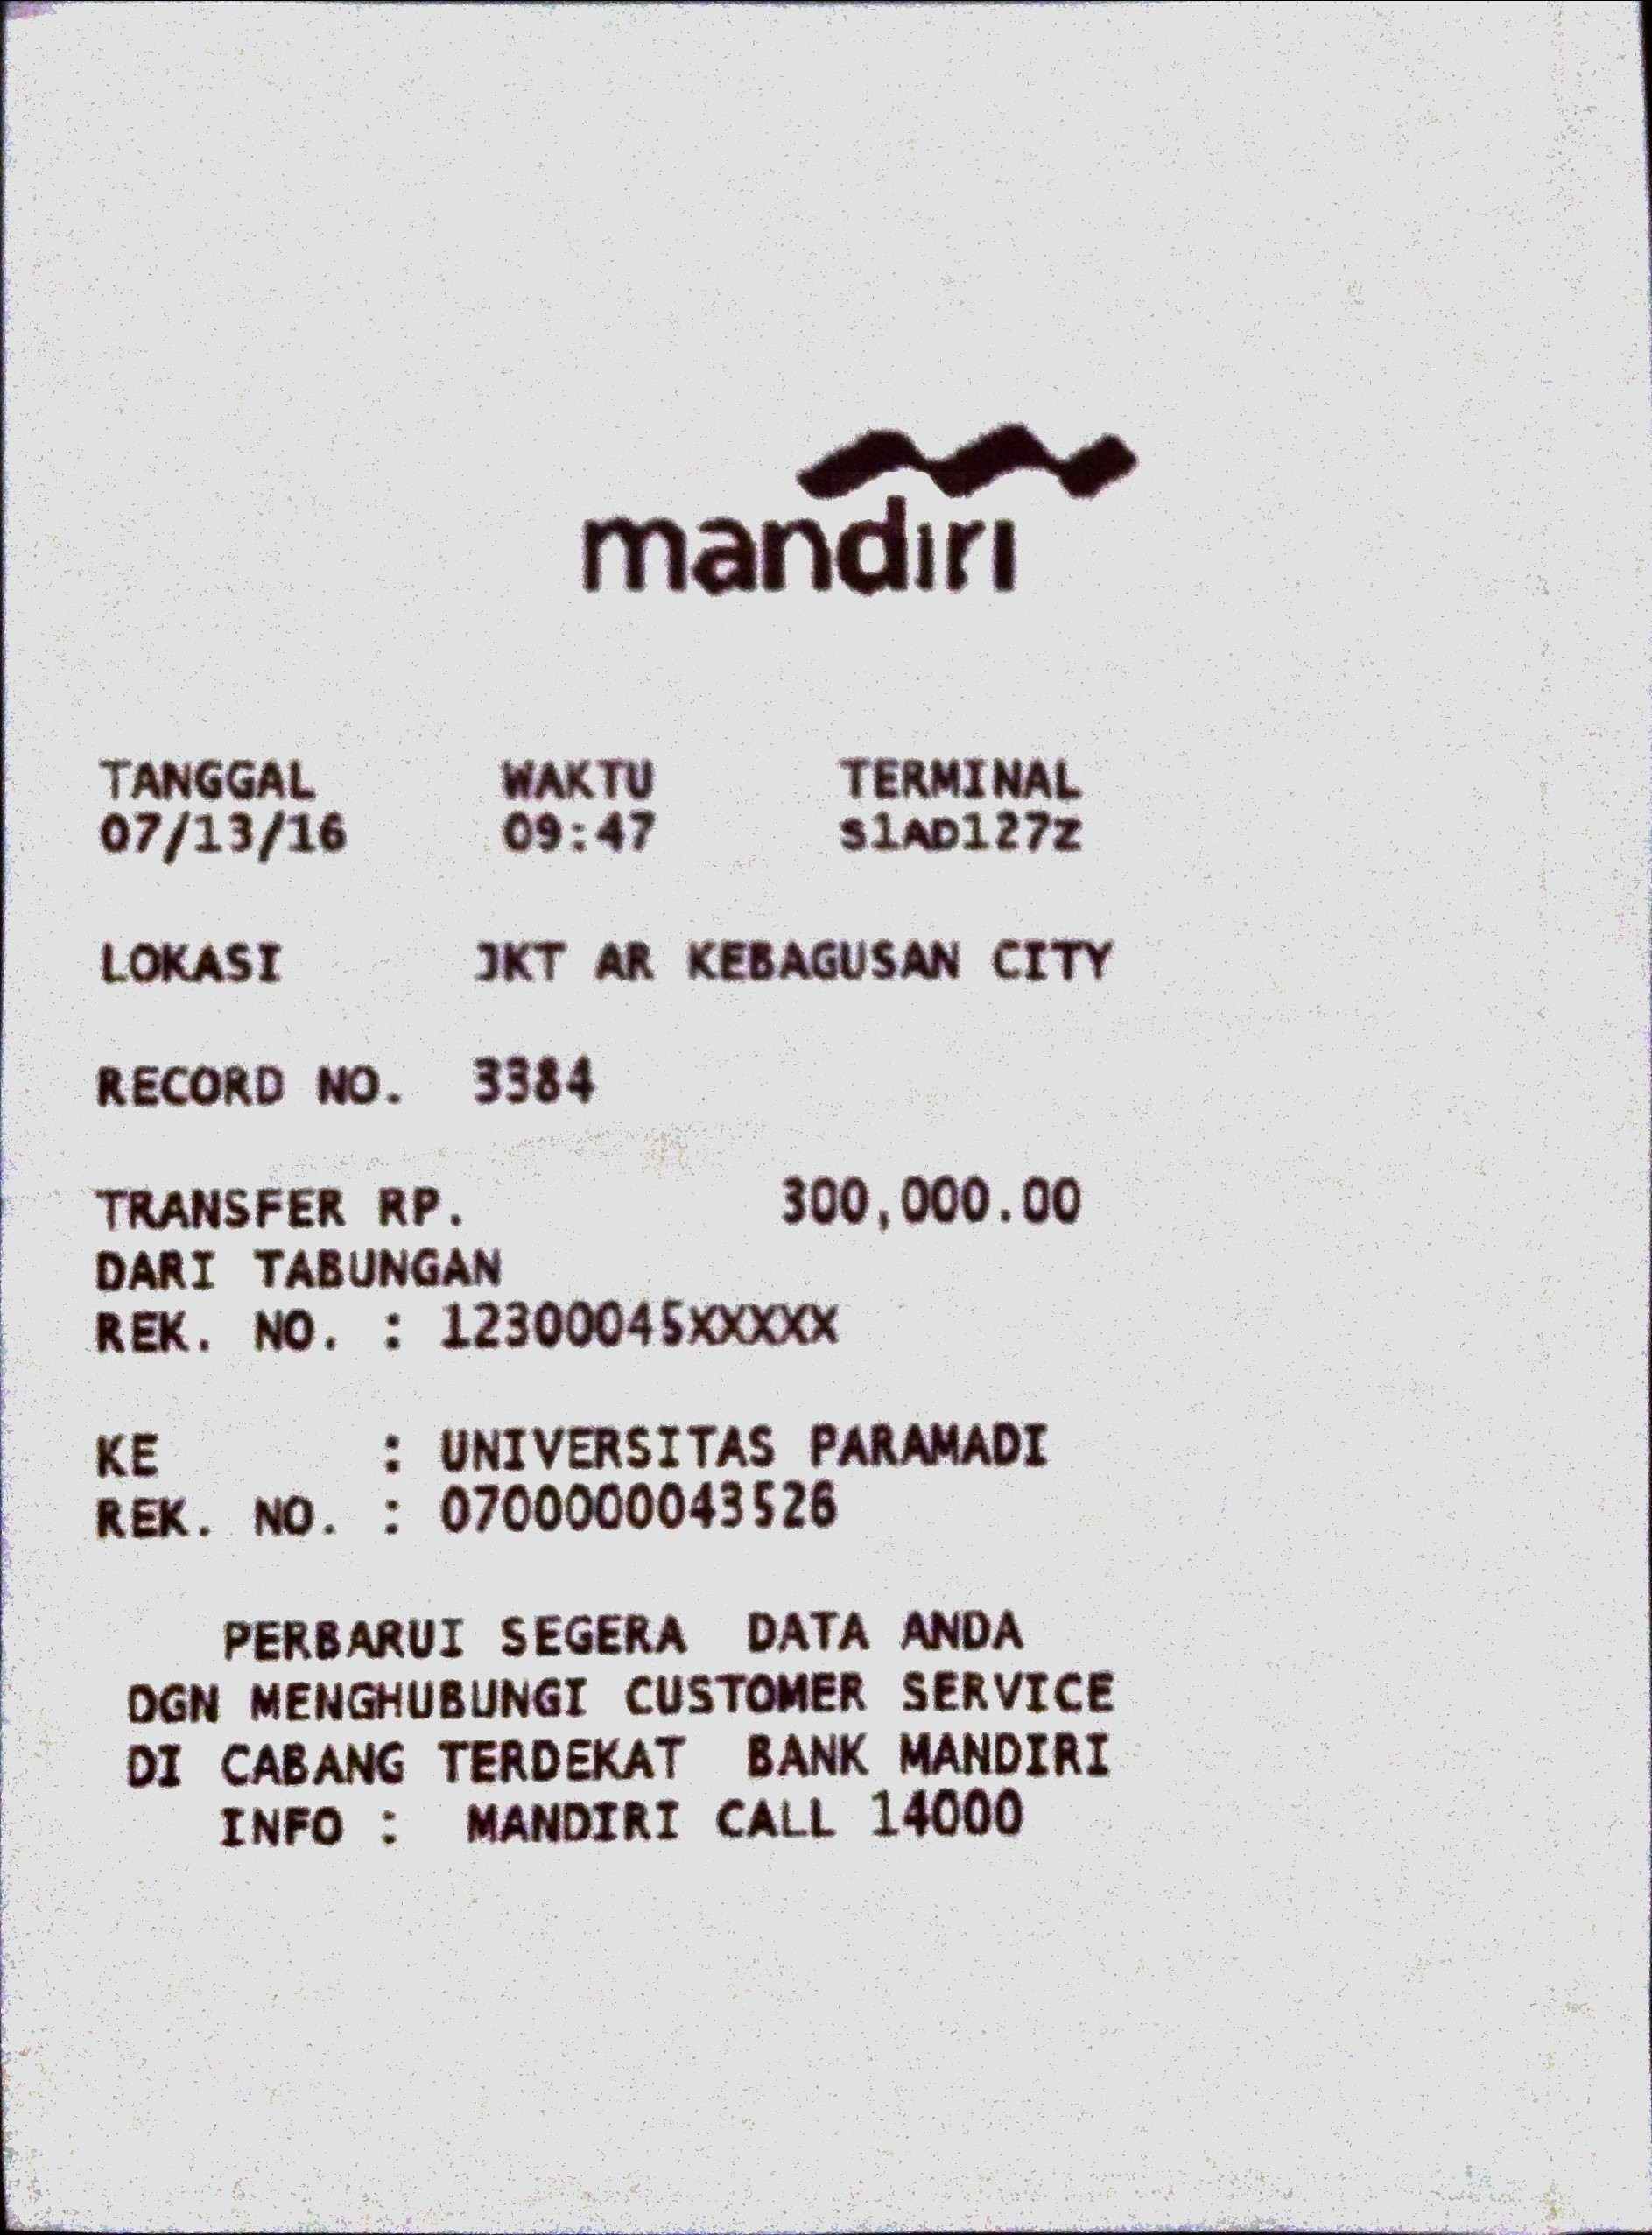 mandiri
TANGGAL WAKTU TERMINAL
07/13/16 09:47 S1AD127Z
LOKASI JKT AR KEBAGUSAN CITY
RECORD NO. 3384
TRANSFER RP. 300,000.00
DARI TABUNGAN
REK. NO. : 12300045XXXXX
KE : UNIVERSITAS PARAMADI
REK. NO. : 0700000043526
PERBARUI SEGERA DATA ANDA
DGN MENGHUBUNGI CUSTOMER SERVICE
DI CABANG TERDEKAT BANK MANDIRI
INFO : MANDIRI CALL 14000